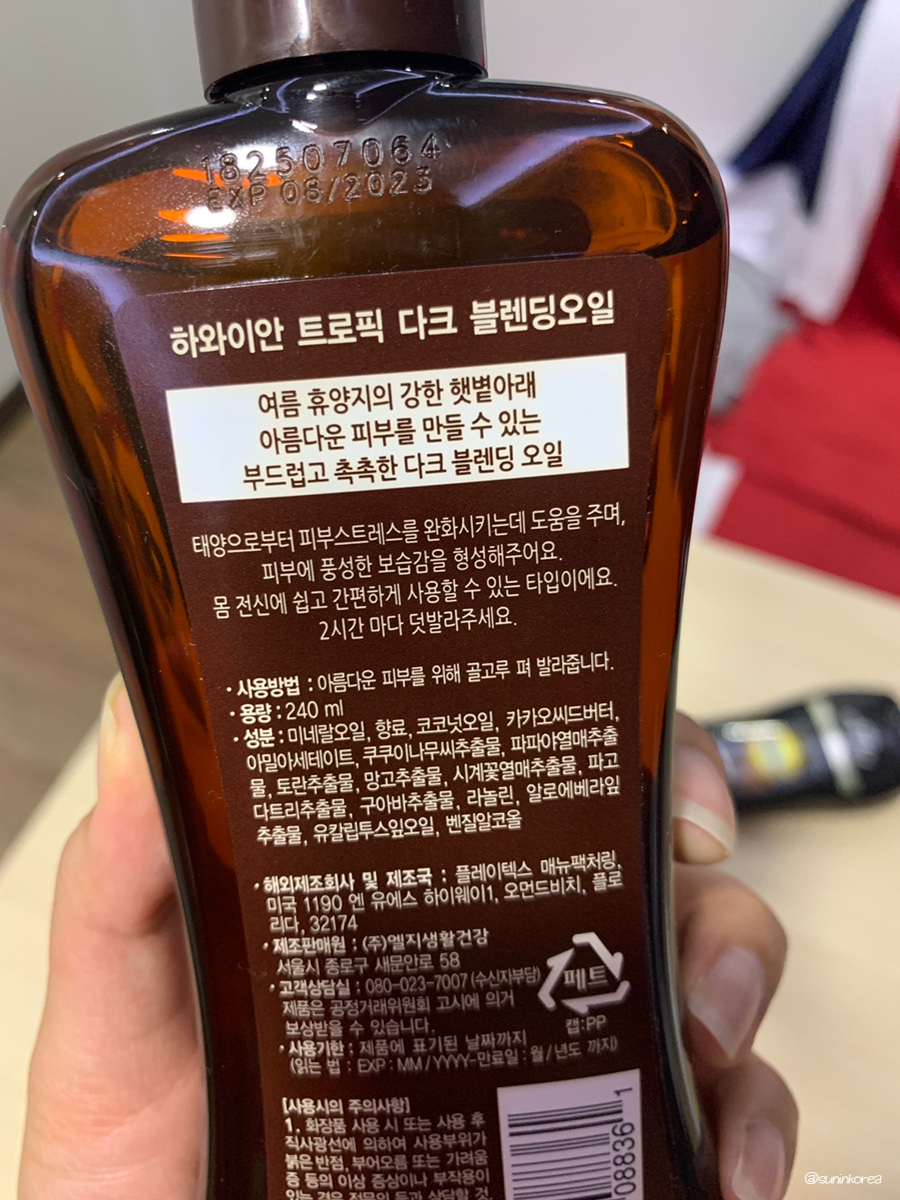 182507064
EXP 08/2023
하와이안 트로픽 다크 블렌딩오일
여름 휴양지의 강한 햇볕아래
아름다운 피부를 만들 수 있는
부드럽고 촉촉한 다크 블렌딩 오일
태양으로부터 피부스트레스를 완화시키는데 도움을 주며,
피부에 풍성한 보습감을 형성해주어요.
몸 전신에 쉽고 간편하게 사용할 수 있는 타입이에요.
2시간 마다 덧발라주세요.
• 사용방법 : 아름다운 피부를 위해 골고루 펴 발라줍니다.
• 용량 : 240 ml
• 성분 : 미네랄오일, 향료, 코코넛오일, 카카오씨드버터,
아밀아세테이트, 쿠쿠이나무씨추출물, 파파야열매추출
물, 토란추출물, 망고추출물, 시계꽃열매추출물, 파고
다트리추출물, 구아바추출물, 라놀린, 알로에베라잎
추출물, 유칼립투스잎오일, 벤질알코올
• 해외제조회사 및 제조국 : 플레이텍스 매뉴팩처링,
미국 1190 엔 유에스 하이웨이1, 오먼드비치, 플로
리다, 32174
• 제조판매원 : (주)엘지생활건강
서울시 종로구 새문안로 58
• 고객상담실 : 080-023-7007 (수신자부담)
제품은 공정거래위원회 고시에 의거
보상받을 수 있습니다.
페트
캡:PP
• 사용기한 : 제품에 표기된 날짜까지
(읽는 법 : EXP : MM / YYYY-만료일 : 월 / 년도 까지)
[사용시의 주의사항]
1. 화장품 사용 시 또는 사용 후
직사광선에 의하여 사용부위가
붉은 반점, 부어오름 또는 가려움
증 등의 이상 증상이나 부작용이
있는 경우 전문의 등과 상담할 것
08836 1
@suninkorea